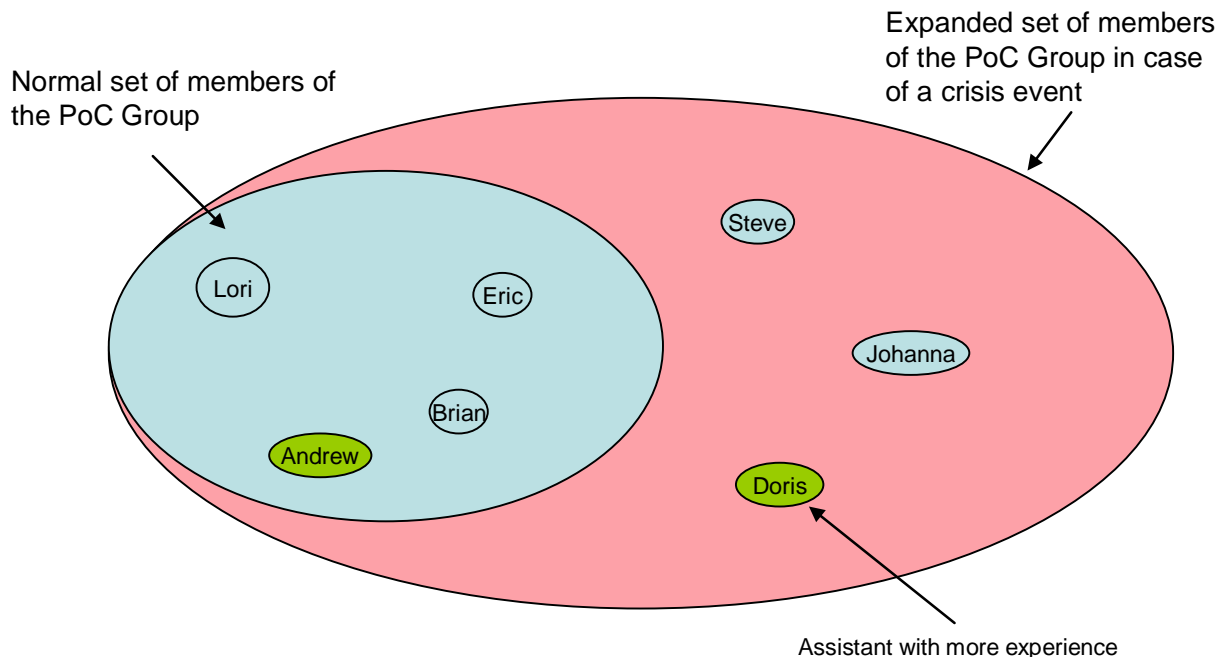 Expanded set of members
of the PoC Group in case
of a crisis event
Normal set of members of
the PoC Group
Steve
Lori
Eric
Johanna
Brian
Andrew
Doris
Assistant with more experience